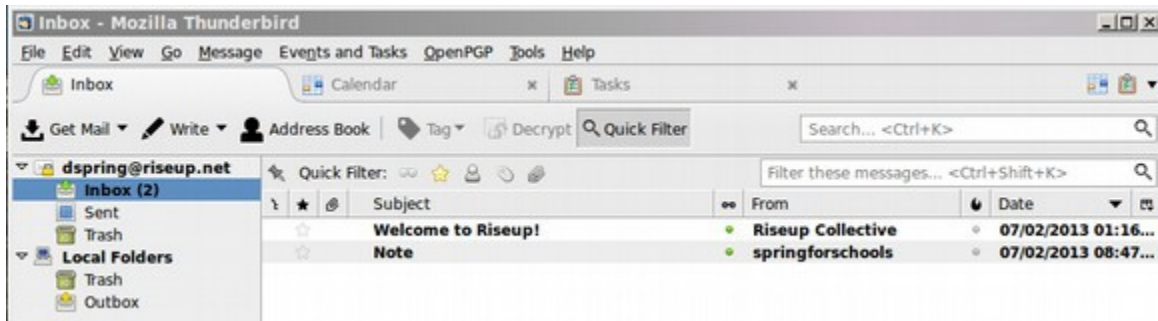 Inbox - Mozilla Thunderbird
File Edit View Go Message Events and Tasks OpenPGP Tools Help
Inbox Calendar Tasks
Get Mail Write Address Book Tag Decrypt Quick Filter Search... <Ctrl+K>
dspring@riseup.net Quick Filter: Filter these messages... <Ctrl+Shift+K>
Inbox (2)
Sent Subject From Date
Trash Welcome to Riseup! Riseup Collective 07/02/2013 01:16...
Local Folders Note springforschools 07/02/2013 08:47...
Trash
Outbox